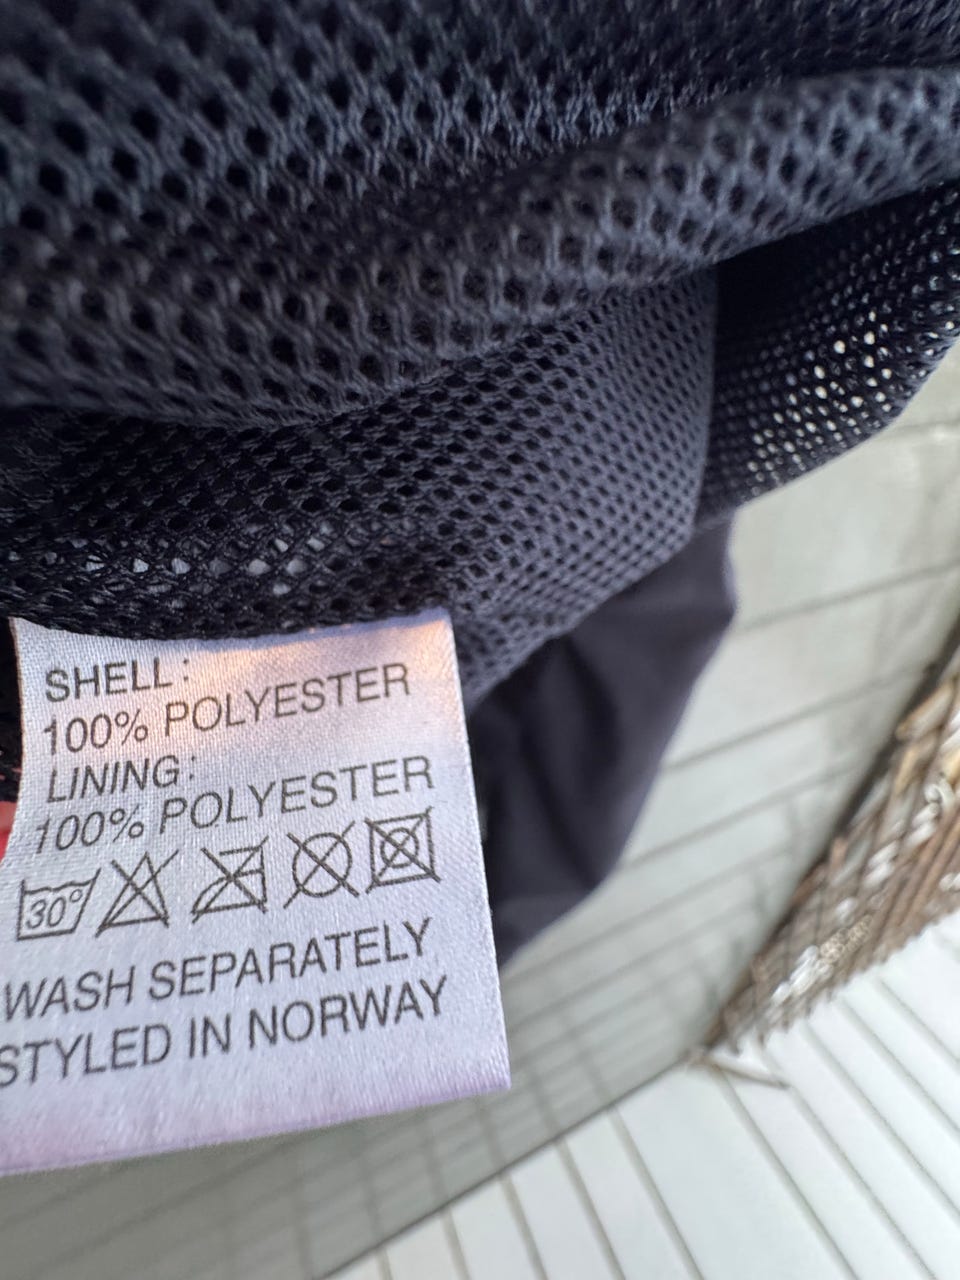 SHELL:
100% POLYESTER
LINING:
100% POLYESTER
30°
WASH SEPARATELY
STYLED IN NORWAY